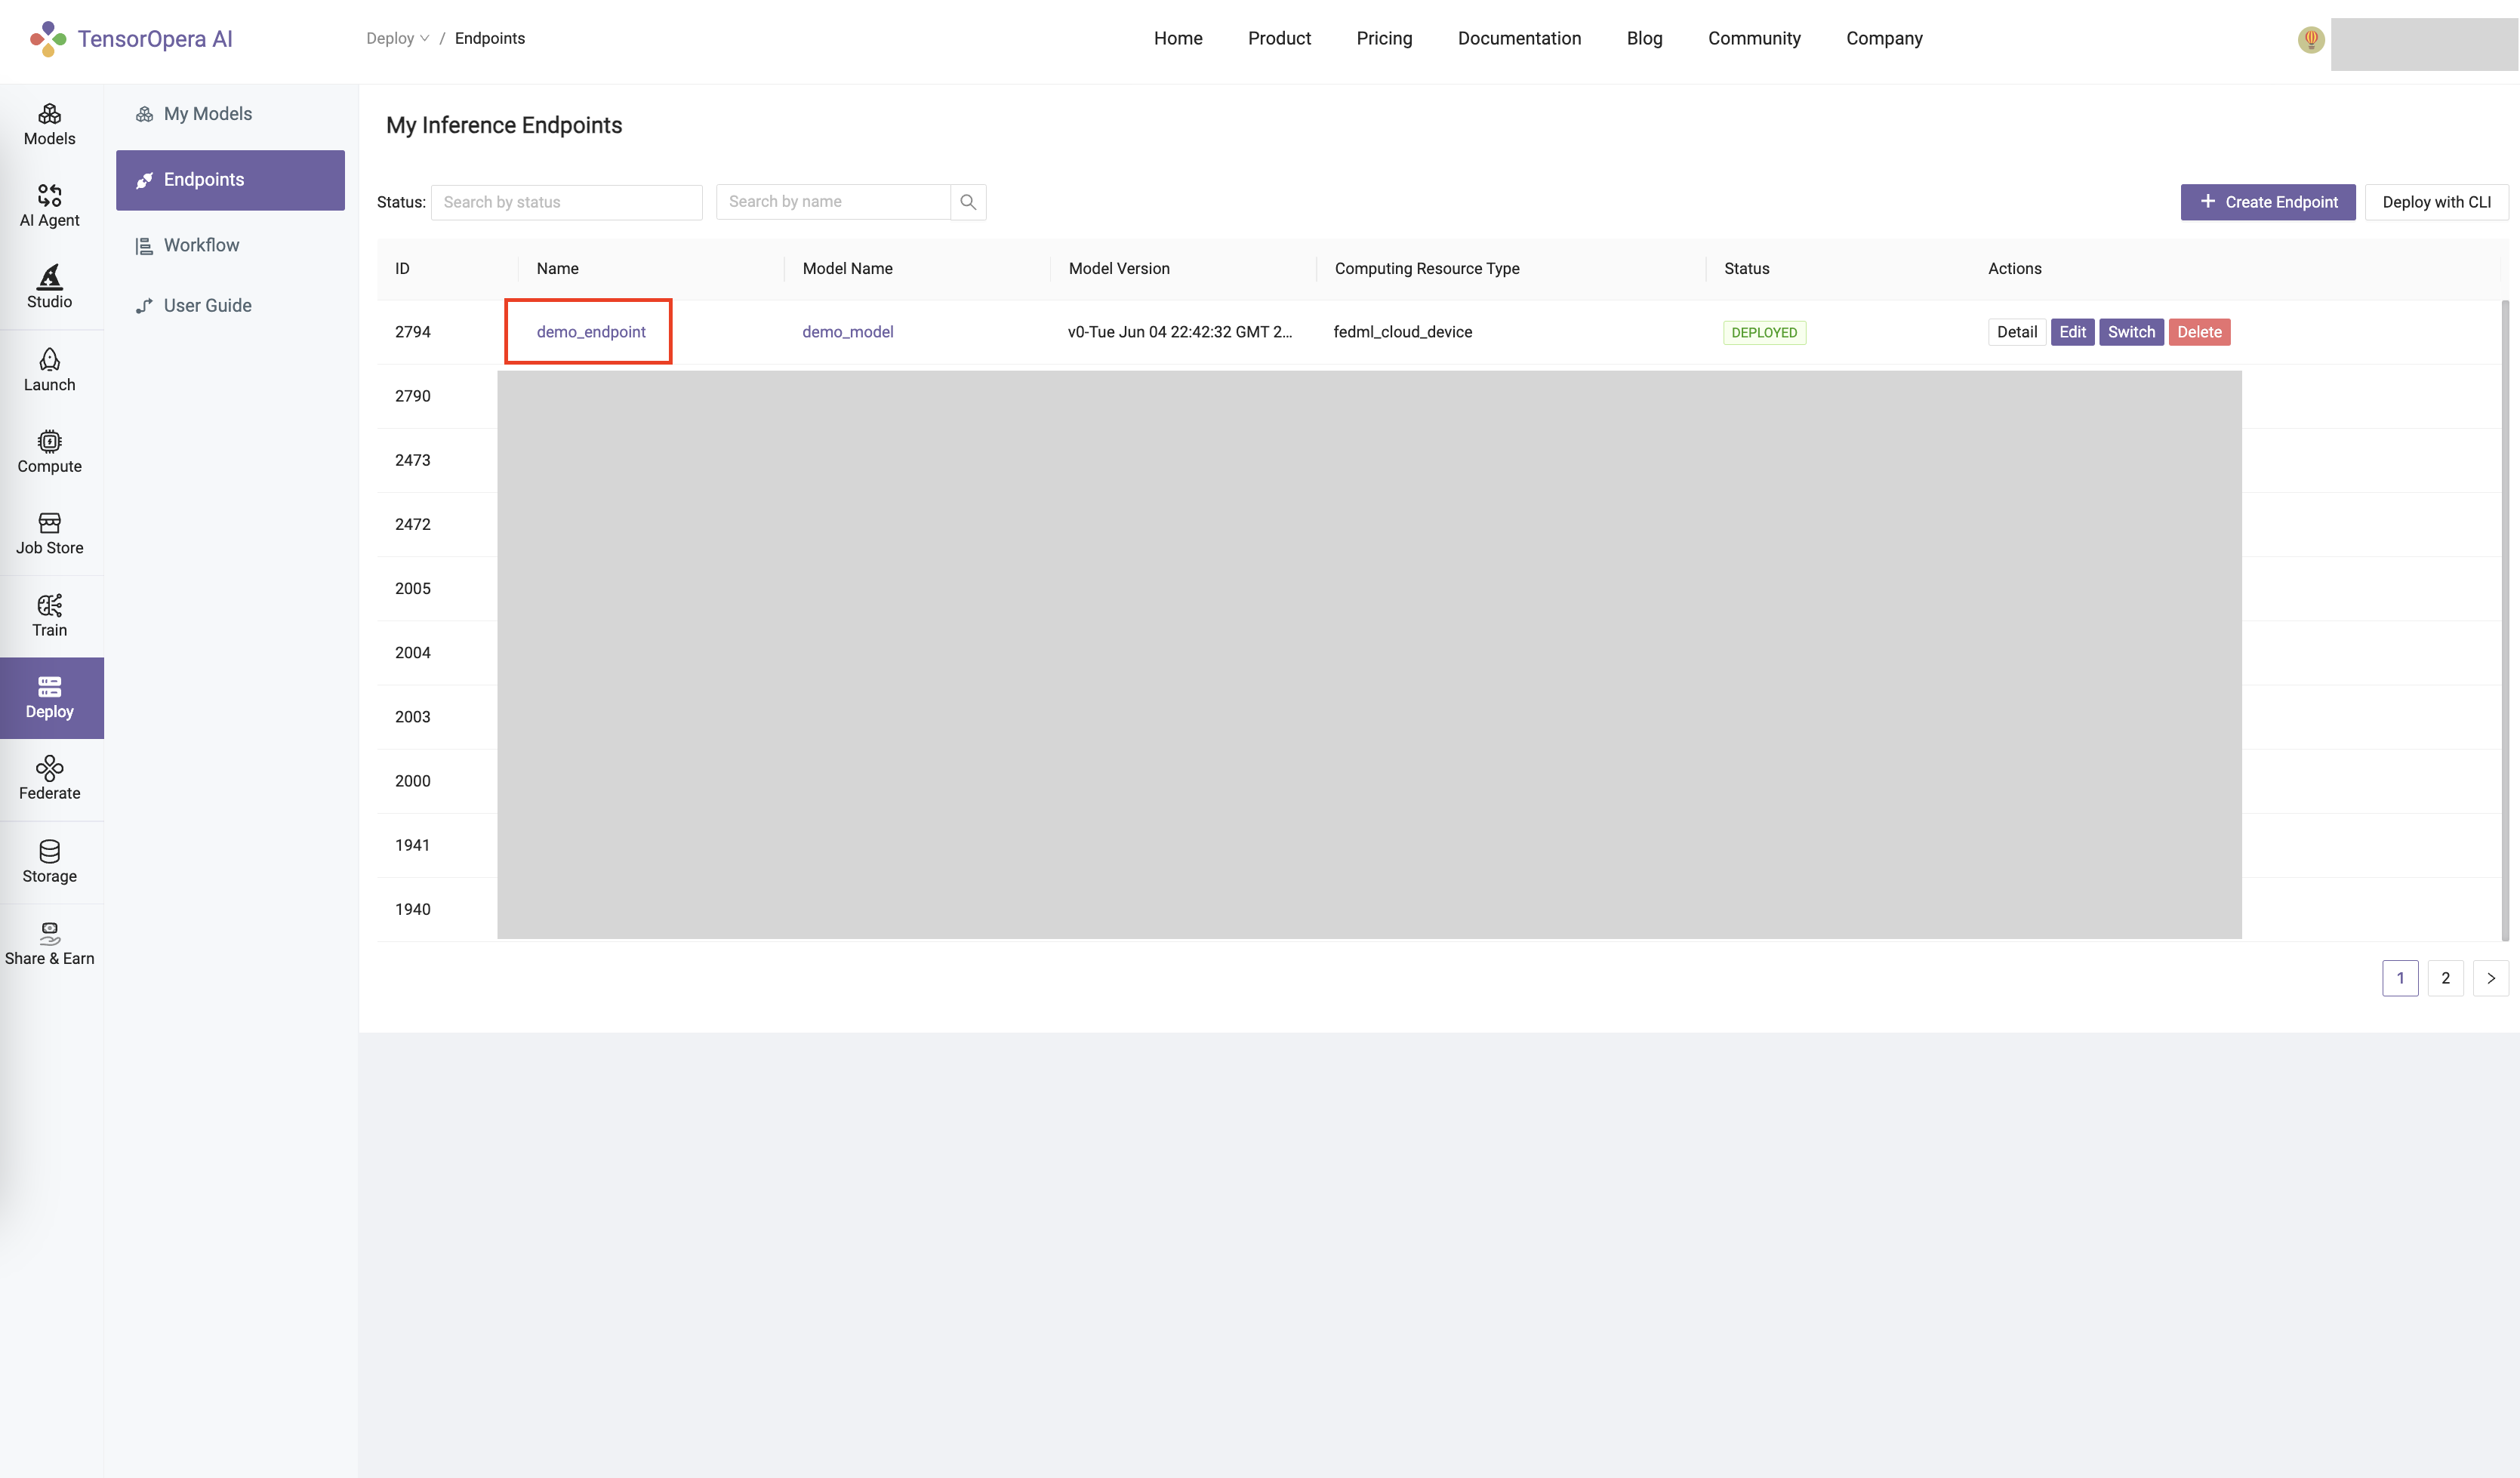 TensorOpera AI
Deploy / Endpoints
Home Product Pricing Documentation Blog Community Company
Models
AI Agent
Studio
Launch
Compute
Job Store
Train
Deploy
Federate
Storage
Share & Earn
My Models
Endpoints
Workflow
User Guide
My Inference Endpoints
Status: Search by status Search by name + Create Endpoint Deploy with CLI
ID Name Model Name Model Version Computing Resource Type Status Actions
2794 demo_endpoint demo_model v0-Tue Jun 04 22:42:32 GMT 2... fedml_cloud_device DEPLOYED Detail Edit Switch Delete
2790
2473
2472
2005
2004
2003
2000
1941
1940
1 2 >